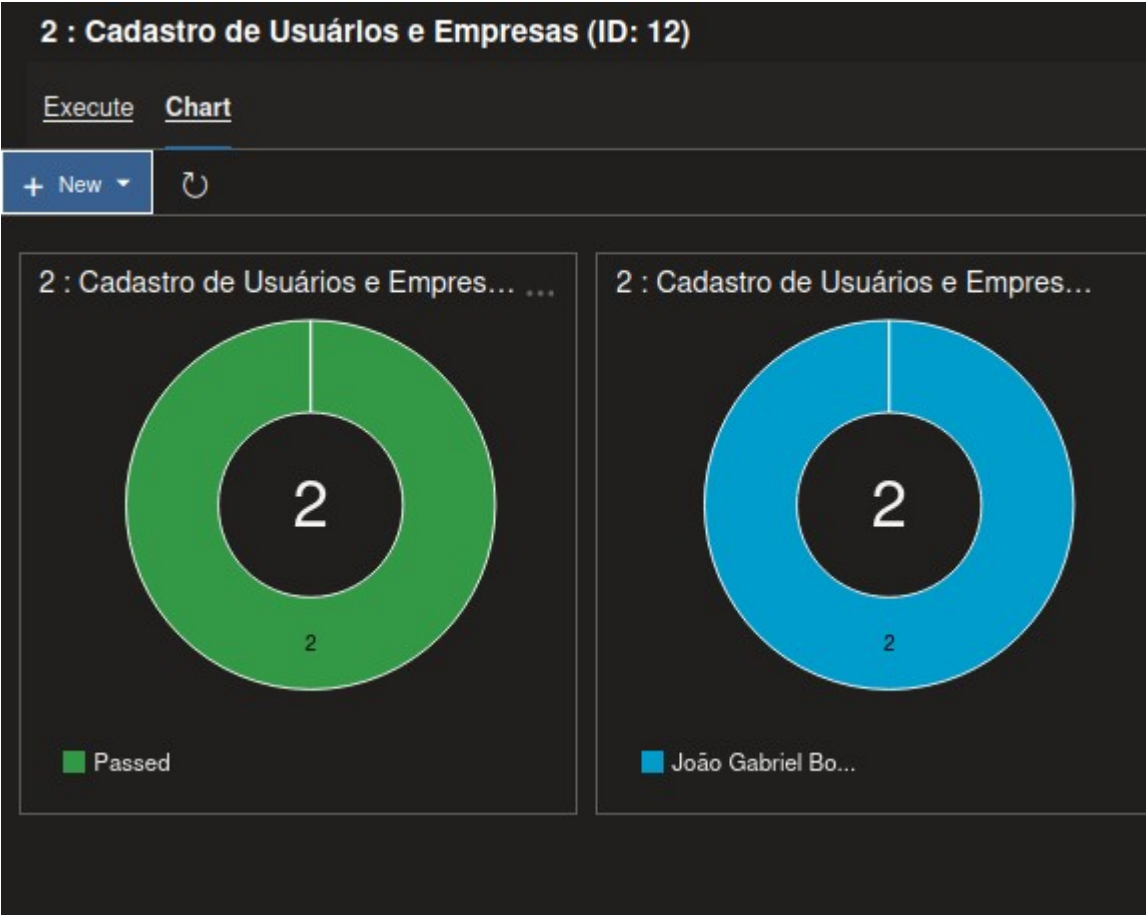 2 : Cadastro de Usuários e Empresas (ID: 12)
Execute Chart
+ New
2 : Cadastro de Usuários e Empres... ...
2
2
Passed
2 : Cadastro de Usuários e Empres...
2
2
João Gabriel Bo...